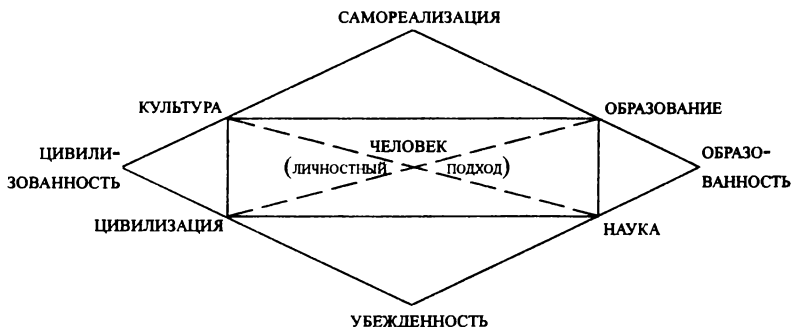 САМОРЕАЛИЗАЦИЯ
КУЛЬТУРА
ОБРАЗОВАНИЕ
ЧЕЛОВЕК
(ЛИЧНОСТНЫЙ ПОДХОД)
ЦИВИЛИ-
ЗОВАННОСТЬ
ОБРАЗО-
ВАННОСТЬ
ЦИВИЛИЗАЦИЯ
НАУКА
УБЕЖДЕННОСТЬ